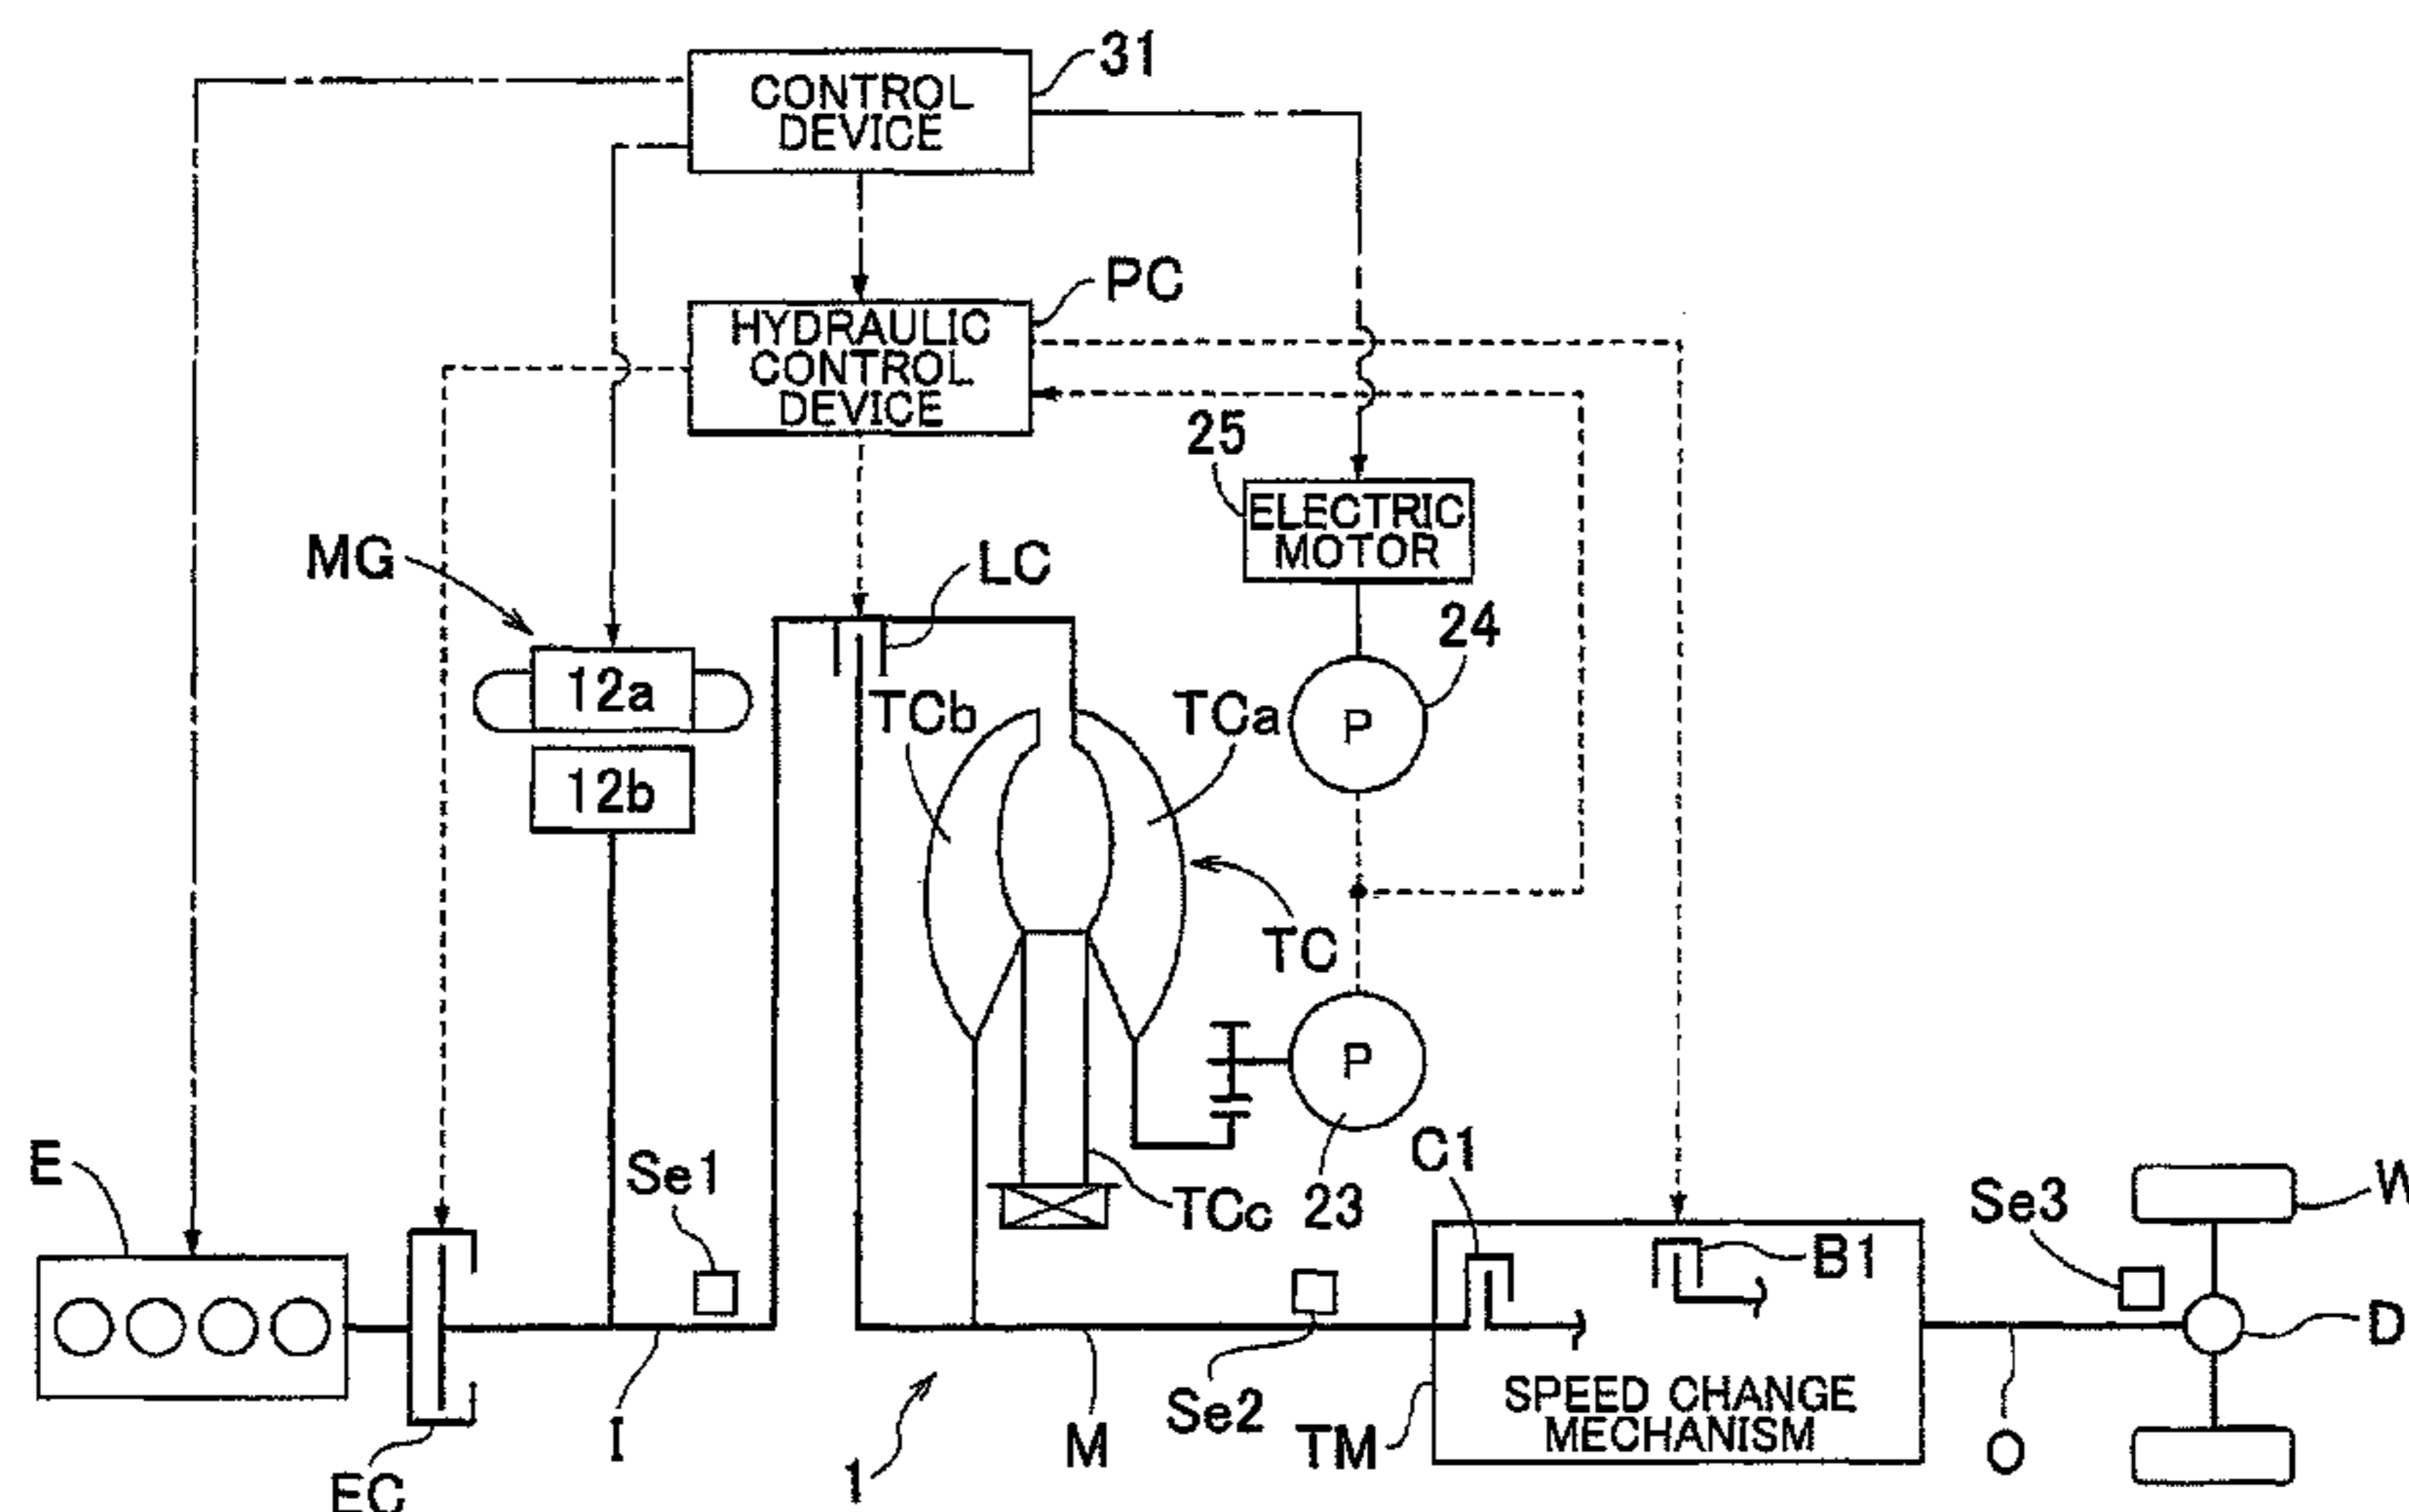 31
CONTROL
DEVICE
PC
HYDRAULIC
CONTROL
DEVICE
25
ELECTRIC
MOTOR
MG
LC
24
12a
TCb
TCa
P
12b
TC
P
E
Se1
C1
TCc
23
Se3
W
B1
D
Se2
SPEED CHANGE
MECHANISM
I
M
TM
O
EC
1